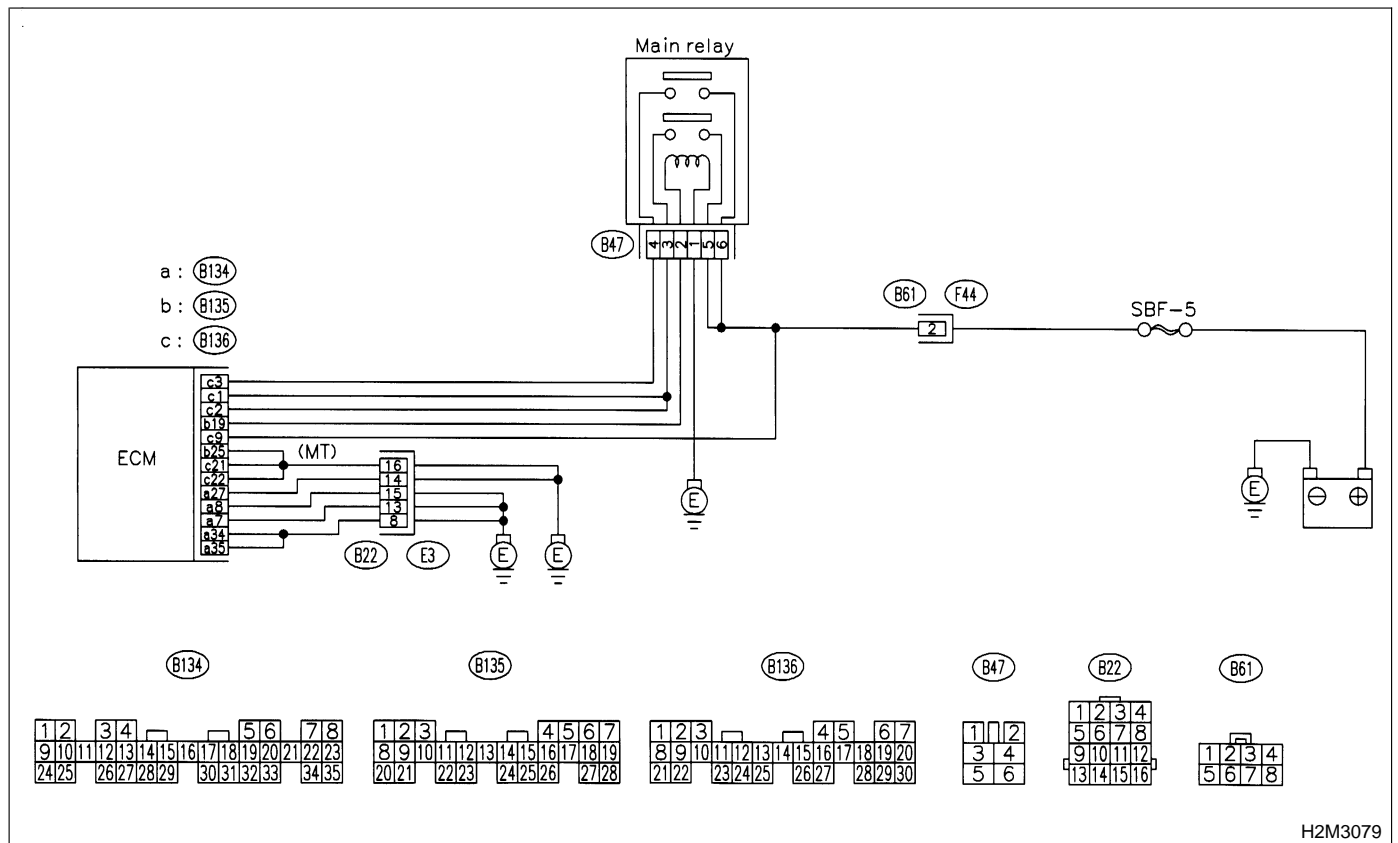 Main relay
B47
4 3 2 1 5 6
a : B134
b : B135
c : B136
B61 F44
2
SBF-5
ECM
c3
c1
c2
b19
c9
b25
c21
c22
a27
a8
a7
a34
a35
(MT)
16
14
15
13
8
B22 E3
E
E
E
E
⊖ ⊕
B134 B135 B136 B47 B22 B61
1 2 3 4 5 6 7 8
9 10 11 12 13 14 15 16 17 18 19 20 21 22 23
24 25 26 27 28 29 30 31 32 33 34 35
1 2 3 4 5 6 7
8 9 10 11 12 13 14 15 16 17 18 19
20 21 22 23 24 25 26 27 28
1 2 3 4 5 6 7
8 9 10 11 12 13 14 15 16 17 18 19 20
21 22 23 24 25 26 27 28 29 30
1 2
3 4
5 6
1 2 3 4
5 6 7 8
9 10 11 12
13 14 15 16
1 2 3 4
5 6 7 8
H2M3079